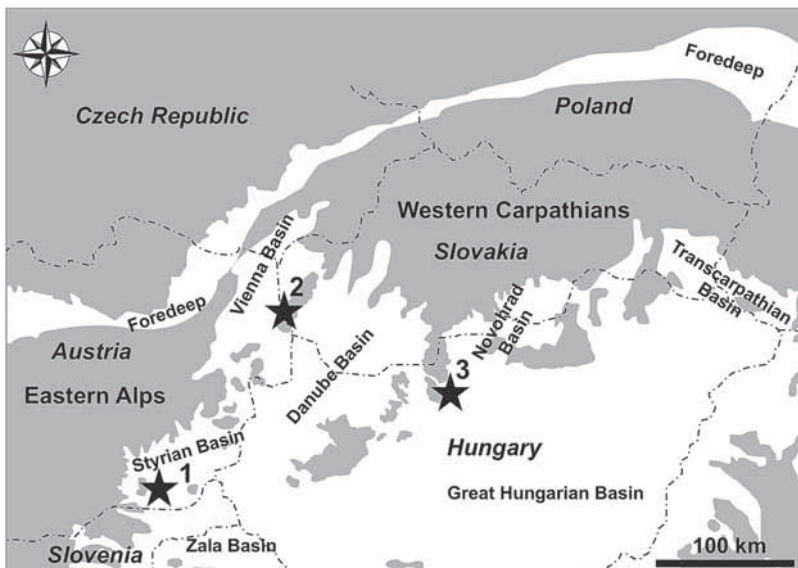 Foredeep
Czech Republic
Poland
Western Carpathians
Slovakia
Vienna Basin
Transcarpathian
Basin
2
Foredeep
Novohrad
Basin
Austria
Danube Basin
3
Eastern Alps
Styrian Basin
1
Hungary
Great Hungarian Basin
Slovenia
Zala Basin
100 km